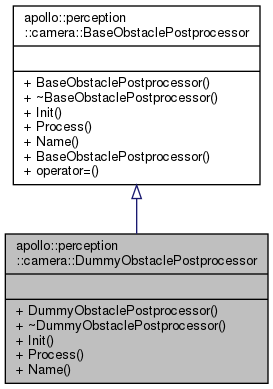 apollo::perception
::camera::BaseObstaclePostprocessor
+ BaseObstaclePostprocessor()
+ ~BaseObstaclePostprocessor()
+ Init()
+ Process()
+ Name()
+ BaseObstaclePostprocessor()
+ operator=()
apollo::perception
::camera::DummyObstaclePostprocessor
+ DummyObstaclePostprocessor()
+ ~DummyObstaclePostprocessor()
+ Init()
+ Process()
+ Name()